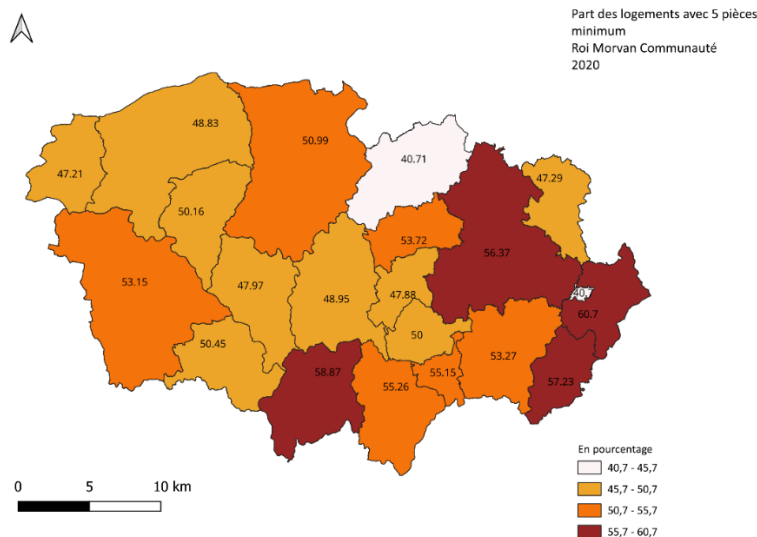 Part des logements avec 5 pièces
minimum
Roi Morvan Communauté
2020
48.83
50.99
40.71
47.21
47.29
50.16
53.72
56.37
53.15
47.97
48.95
47.88
60.7
50
50.45
53.27
58.87
55.26
55.15
57.23
En pourcentage
40,7 - 45,7
45,7 - 50,7
50,7 - 55,7
55,7 - 60,7
0 5 10 km